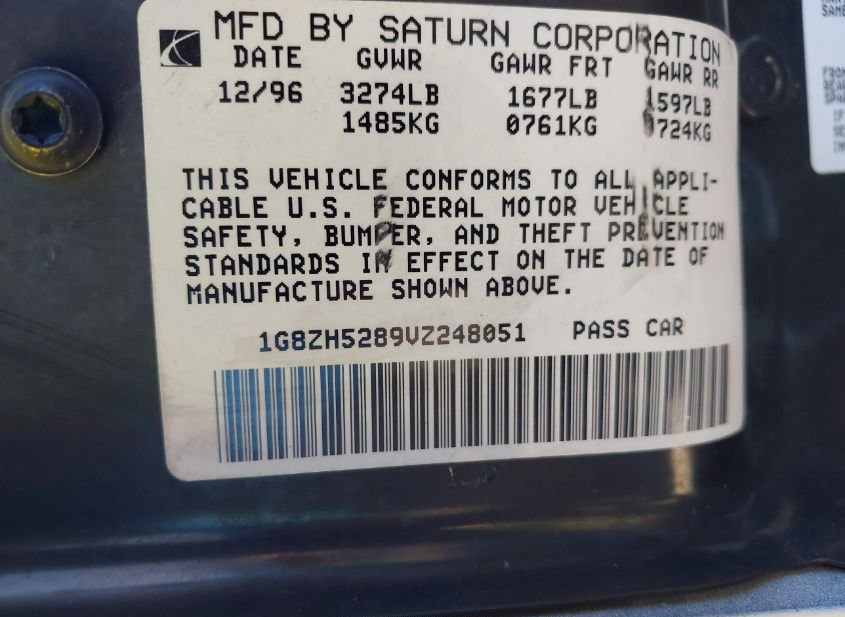 MFD BY SATURN CORPORATION
DATE GVWR GAWR FRT GAWR RR
12/96 3274LB 1677LB 1597LB
1485KG 0761KG 0724KG
THIS VEHICLE CONFORMS TO ALL APPLI-
CABLE U.S. FEDERAL MOTOR VEHICLE
SAFETY, BUMPER, AND THEFT PREVENTION
STANDARDS IN EFFECT ON THE DATE OF
MANUFACTURE SHOWN ABOVE.
1G8ZH5289VZ248051 PASS CAR